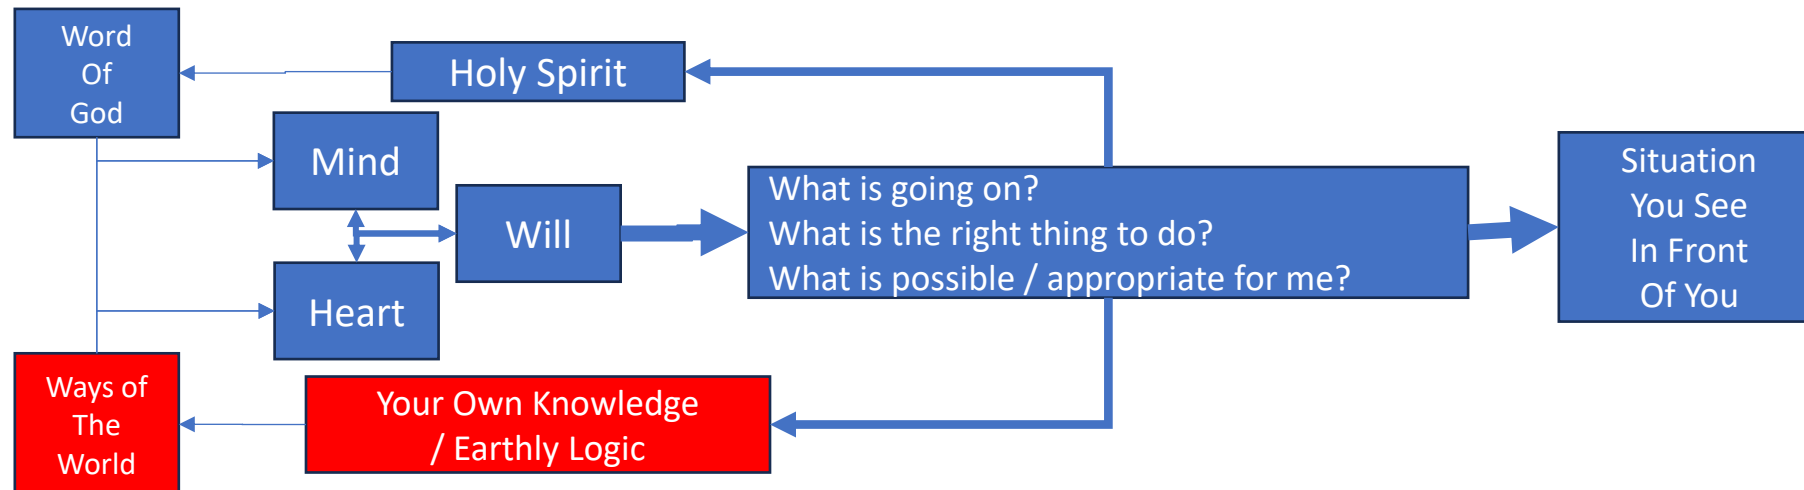 Word
Of
God
Holy Spirit
Mind
Will
Heart
What is going on?
What is the right thing to do?
What is possible / appropriate for me?
Situation
You See
In Front
Of You
Ways of
The
World
Your Own Knowledge
/ Earthly Logic